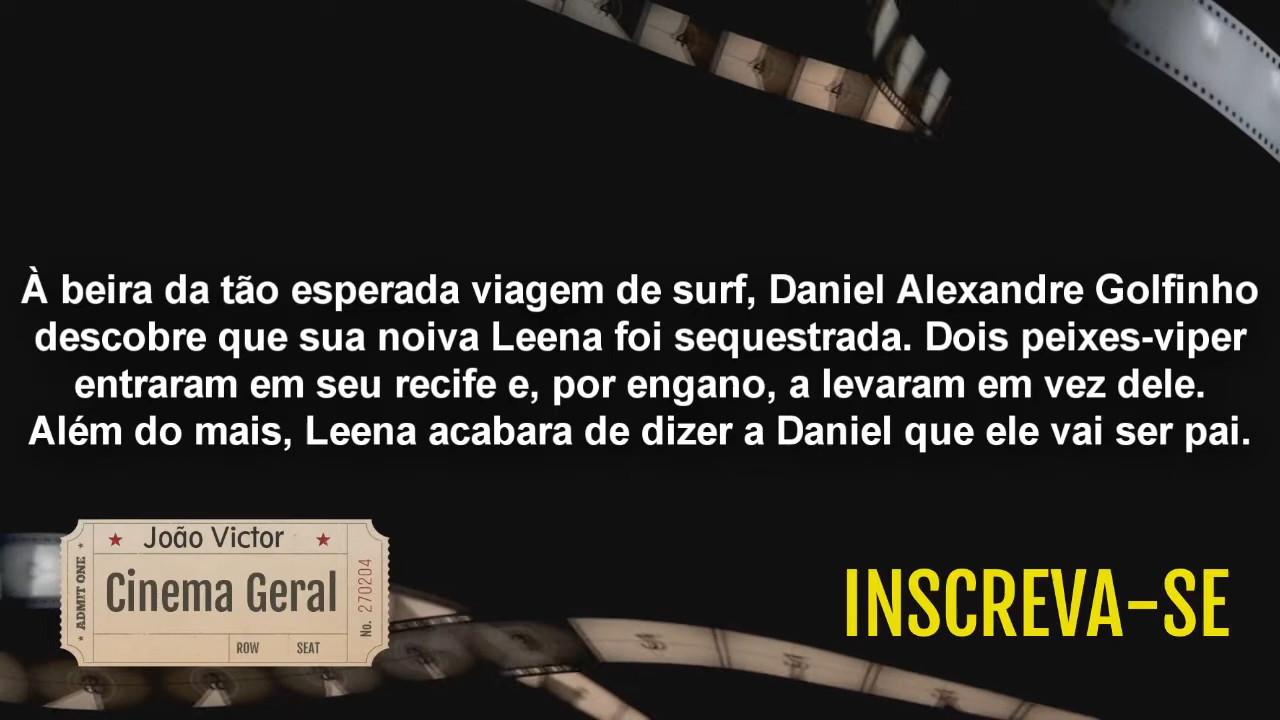 À beira da tão esperada viagem de surf, Daniel Alexandre Golfinho
descobre que sua noiva Leena foi sequestrada. Dois peixes-viper
entraram em seu recife e, por engano, a levaram em vez dele.
Além do mais, Leena acabara de dizer a Daniel que ele vai ser pai.
João Victor
ADMIT ONE
Cinema Geral
No. 270204
ROW SEAT
INSCREVA-SE